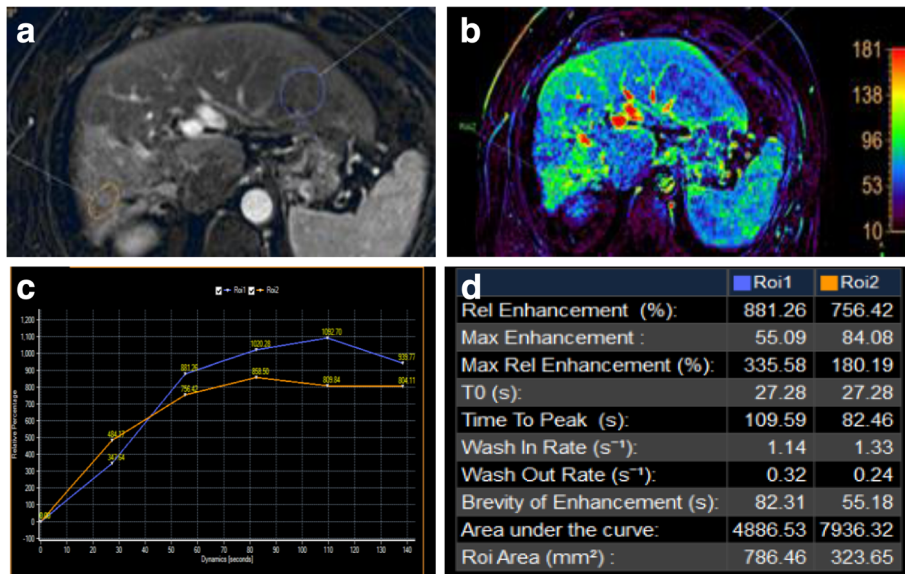 a
b
181
138
96
53
10
Roi2
c
Roi1 Roi2
1,200
1,100
1,000
900
800
700
600
500
400
300
200
100
0
-100
Relative Percentage
0.00
484.17
347.64
881.26
756.42
1020.28
858.50
1092.70
809.84
939.77
804.11
0 10 20 30 40 50 60 70 80 90 100 110 120 130 140
Dynamics [seconds]
d Roi1 Roi2
Rel Enhancement (%): 881.26 756.42
Max Enhancement : 55.09 84.08
Max Rel Enhancement (%): 335.58 180.19
T0 (s): 27.28 27.28
Time To Peak (s): 109.59 82.46
Wash In Rate (s⁻¹): 1.14 1.33
Wash Out Rate (s⁻¹): 0.32 0.24
Brevity of Enhancement (s): 82.31 55.18
Area under the curve: 4886.53 7936.32
Roi Area (mm²) : 786.46 323.65